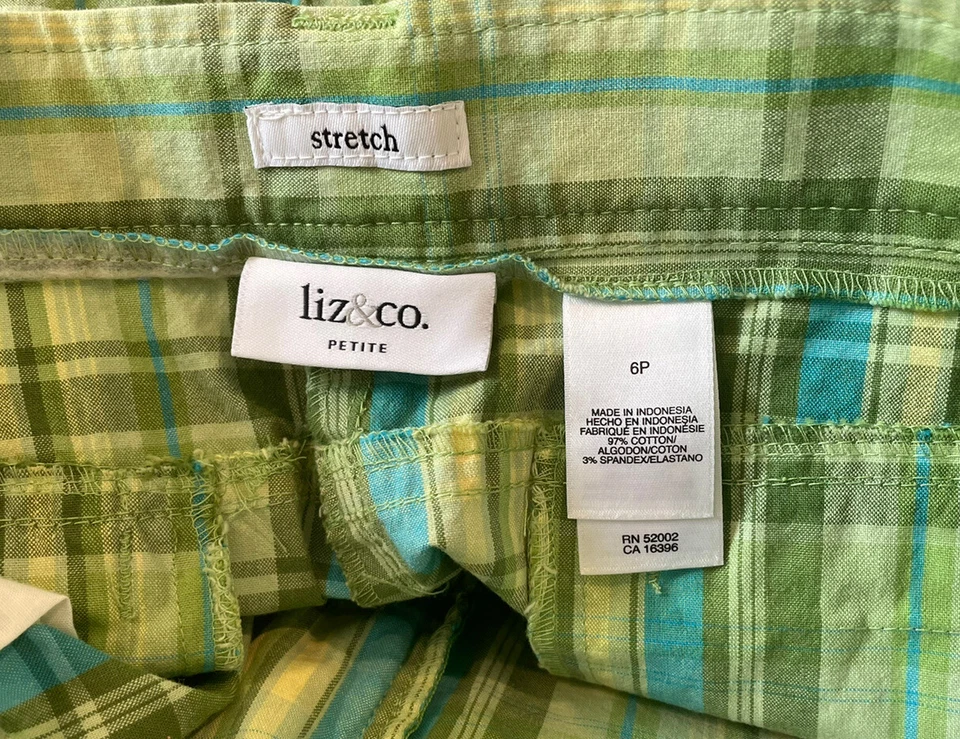 stretch
liz&co.
PETITE
6P
MADE IN INDONESIA
HECHO EN INDONESIA
FABRIQUÉ EN INDONÉSIE
97% COTTON/
ALGODON/COTON
3% SPANDEX/ELASTANO
RN 52002
CA 16396